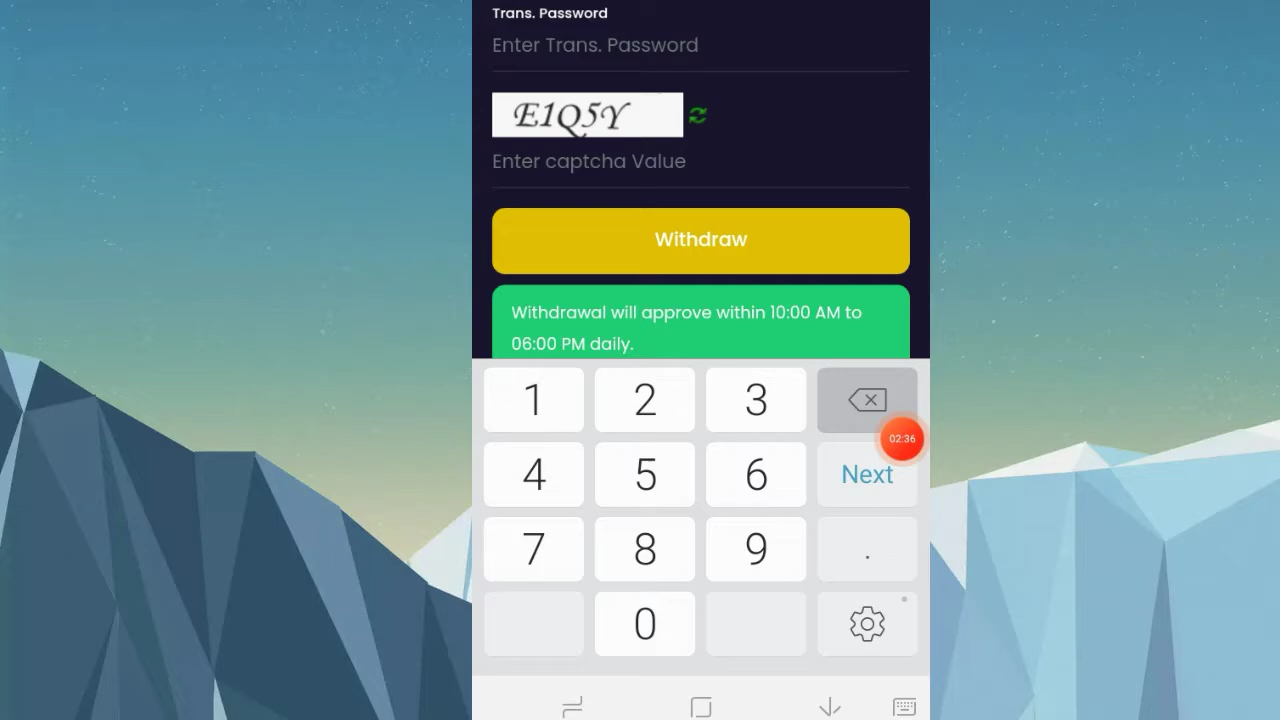 Trans. Password
Enter Trans. Password
E1Q5Y
Enter captcha Value
Withdraw
Withdrawal will approve within 10:00 AM to
06:00 PM daily.
1 2 3
02:36
4 5 6 Next
7 8 9 .
0